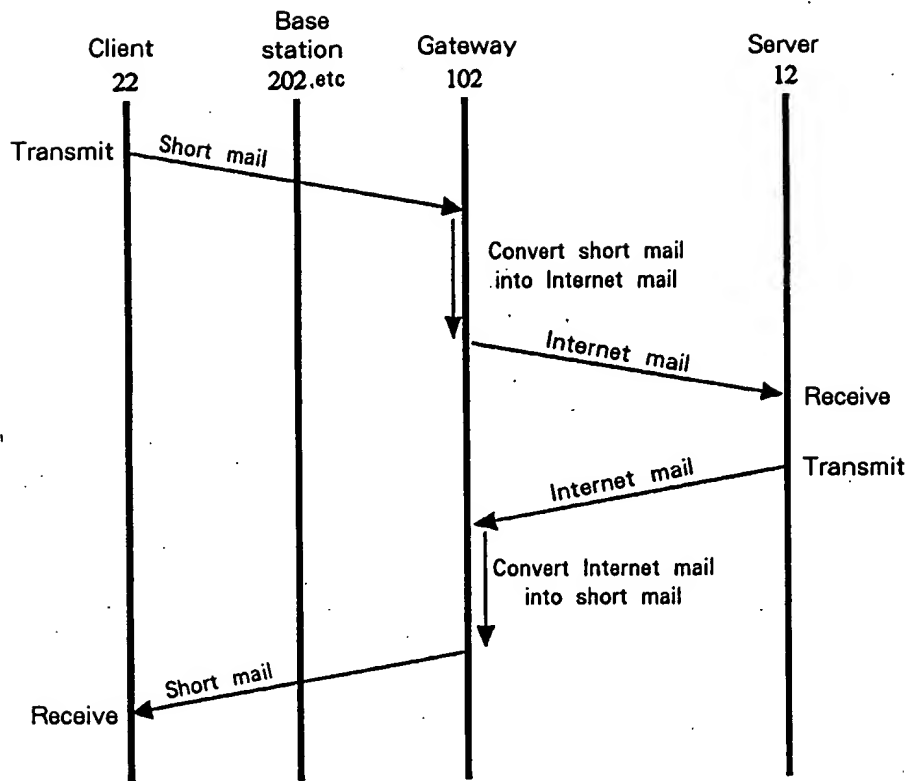 Client
22
Base
station
202.etc
Gateway
102
Server
12
Transmit
Short mail
Convert short mail
into Internet mail
Internet mail
Receive
Transmit
Internet mail
Convert Internet mail
into short mail
Short mail
Receive